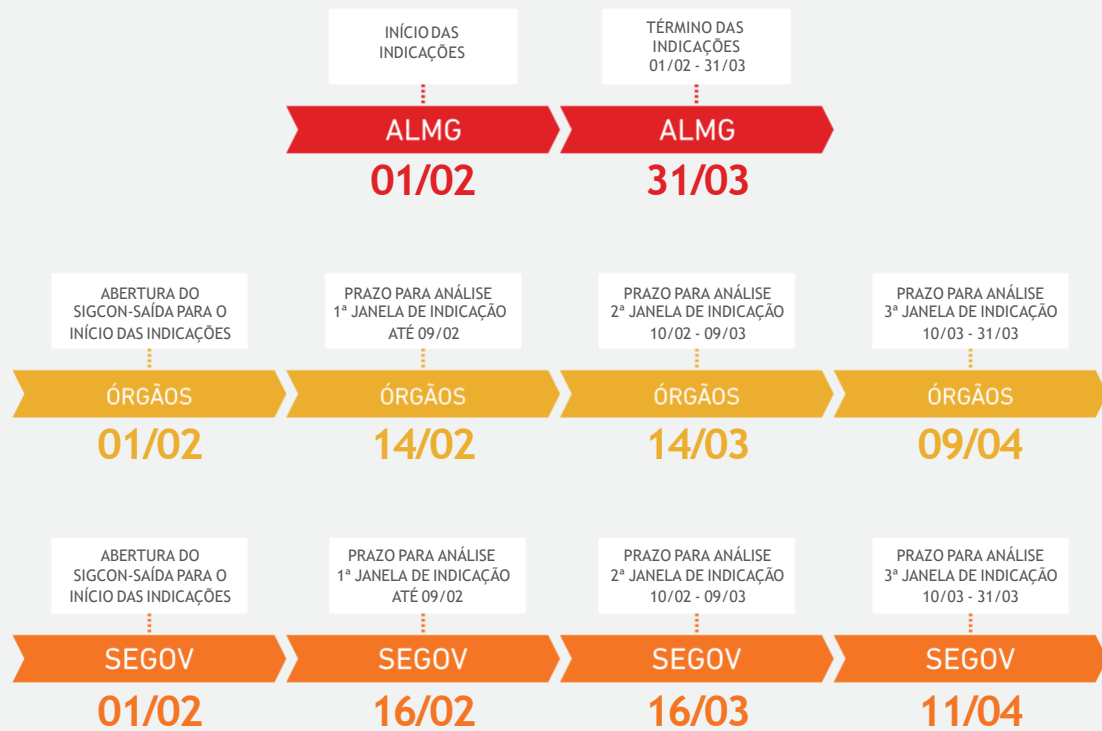 INÍCIO DAS
INDICAÇÕES
TÉRMINO DAS
INDICAÇÕES
01/02 - 31/03
ALMG
ALMG
01/02
31/03
ABERTURA DO
SIGCON-SAÍDA PARA O
INÍCIO DAS INDICAÇÕES
PRAZO PARA ANÁLISE
1ª JANELA DE INDICAÇÃO
ATÉ 09/02
PRAZO PARA ANÁLISE
2ª JANELA DE INDICAÇÃO
10/02 - 09/03
PRAZO PARA ANÁLISE
3ª JANELA DE INDICAÇÃO
10/03 - 31/03
ÓRGÃOS
ÓRGÃOS
ÓRGÃOS
ÓRGÃOS
01/02
14/02
14/03
09/04
ABERTURA DO
SIGCON-SAÍDA PARA O
INÍCIO DAS INDICAÇÕES
PRAZO PARA ANÁLISE
1ª JANELA DE INDICAÇÃO
ATÉ 09/02
PRAZO PARA ANÁLISE
2ª JANELA DE INDICAÇÃO
10/02 - 09/03
PRAZO PARA ANÁLISE
3ª JANELA DE INDICAÇÃO
10/03 - 31/03
SEGOV
SEGOV
SEGOV
SEGOV
01/02
16/02
16/03
11/04